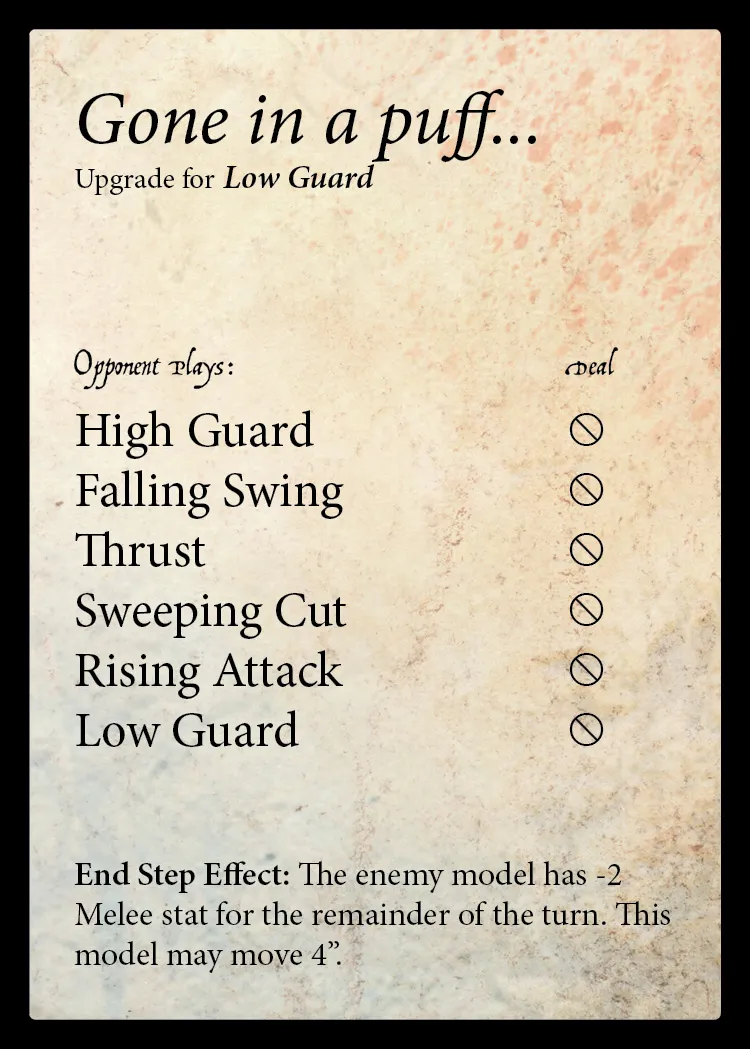 Gone in a puff...
Upgrade for Low Guard
Opponent Plays: Deal
High Guard
Falling Swing
Thrust
Sweeping Cut
Rising Attack
Low Guard
End Step Effect: The enemy model has -2
Melee stat for the remainder of the turn. This
model may move 4”.